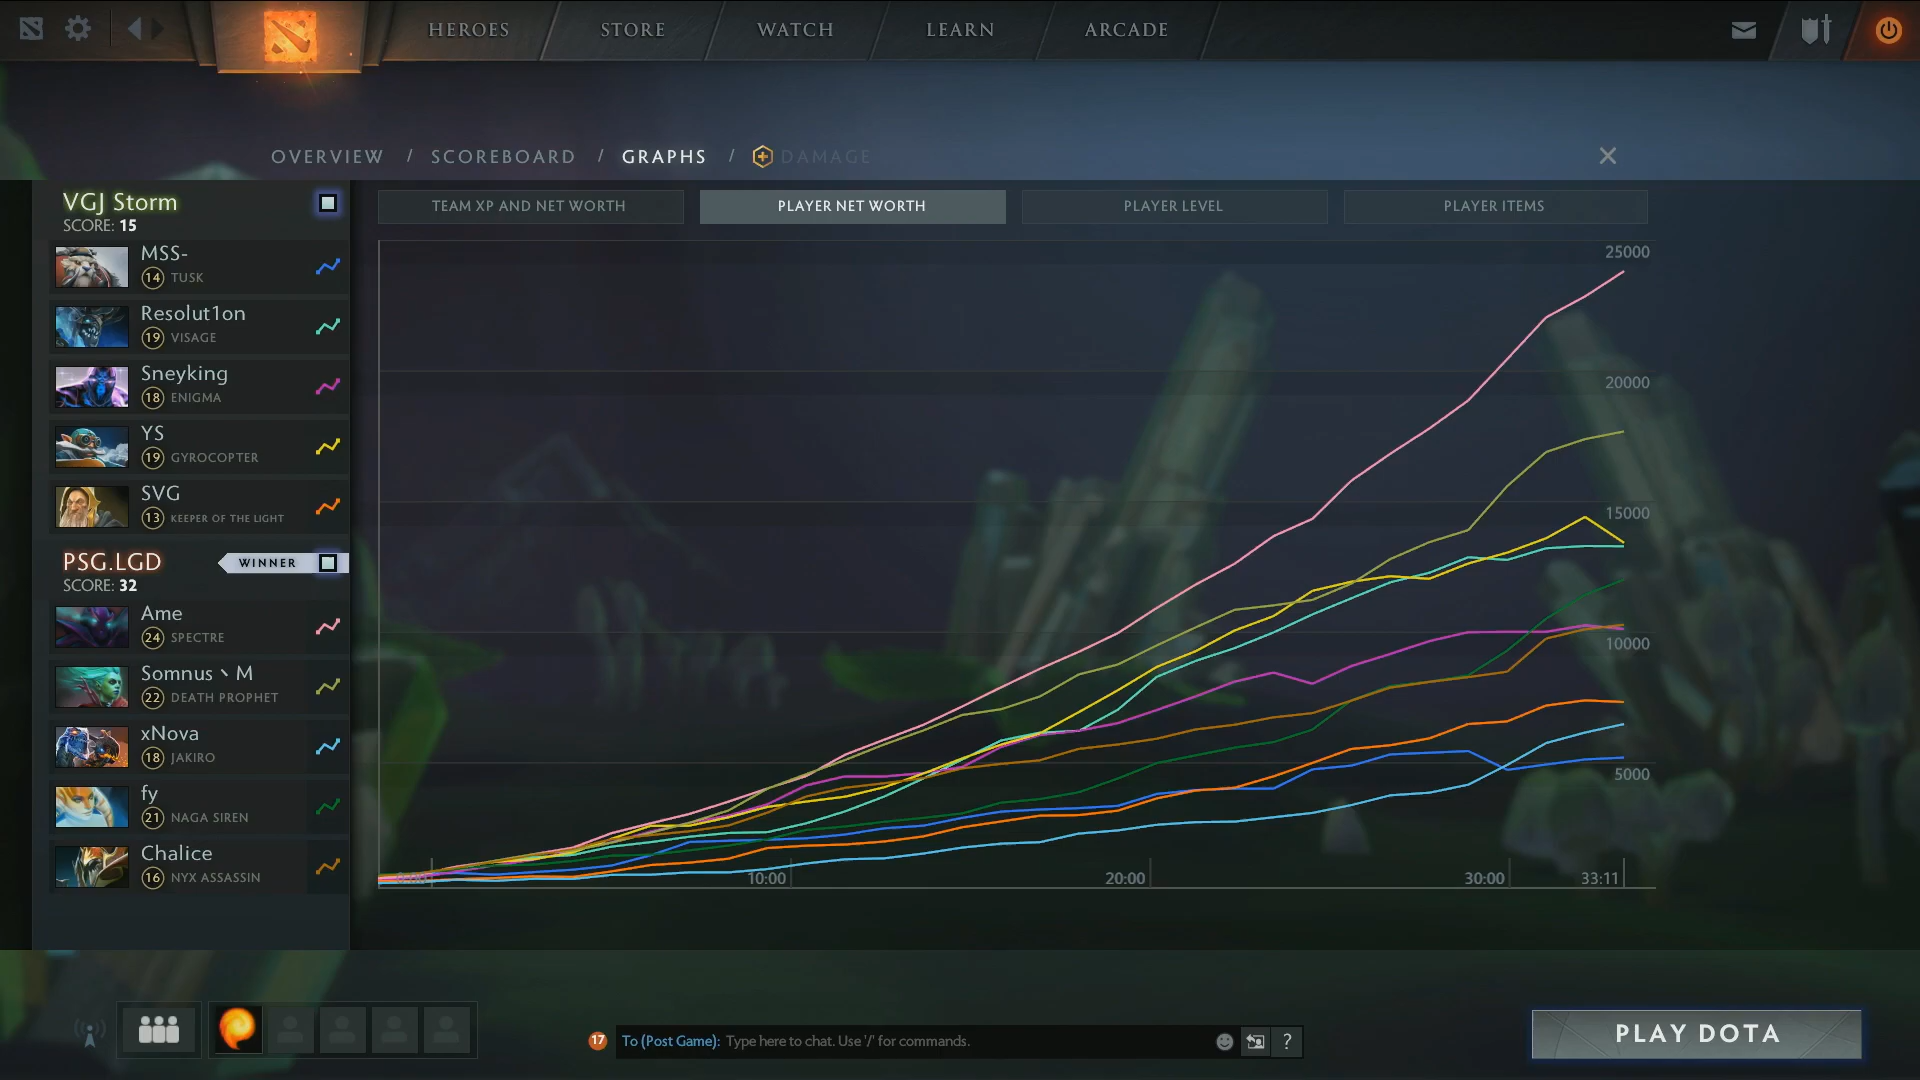 HEROES
STORE
WATCH
LEARN
ARCADE
OVERVIEW / SCOREBOARD / GRAPHS / DAMAGE
TEAM XP AND NET WORTH
PLAYER NET WORTH
PLAYER LEVEL
PLAYER ITEMS
VGJ Storm
SCORE: 15
MSS-
14 TUSK
Resolut1on
19 VISAGE
Sneyking
18 ENIGMA
YS
19 GYROCOPTER
SVG
13 KEEPER OF THE LIGHT
PSG.LGD
WINNER
SCORE: 32
Ame
24 SPECTRE
Somnus丶M
22 DEATH PROPHET
xNova
18 JAKIRO
fy
21 NAGA SIREN
Chalice
16 NYX ASSASSIN
25000
20000
15000
10000
5000
10:00
20:00
30:00
33:11
17
To (Post Game): Type here to chat. Use '/' for commands.
?
PLAY DOTA